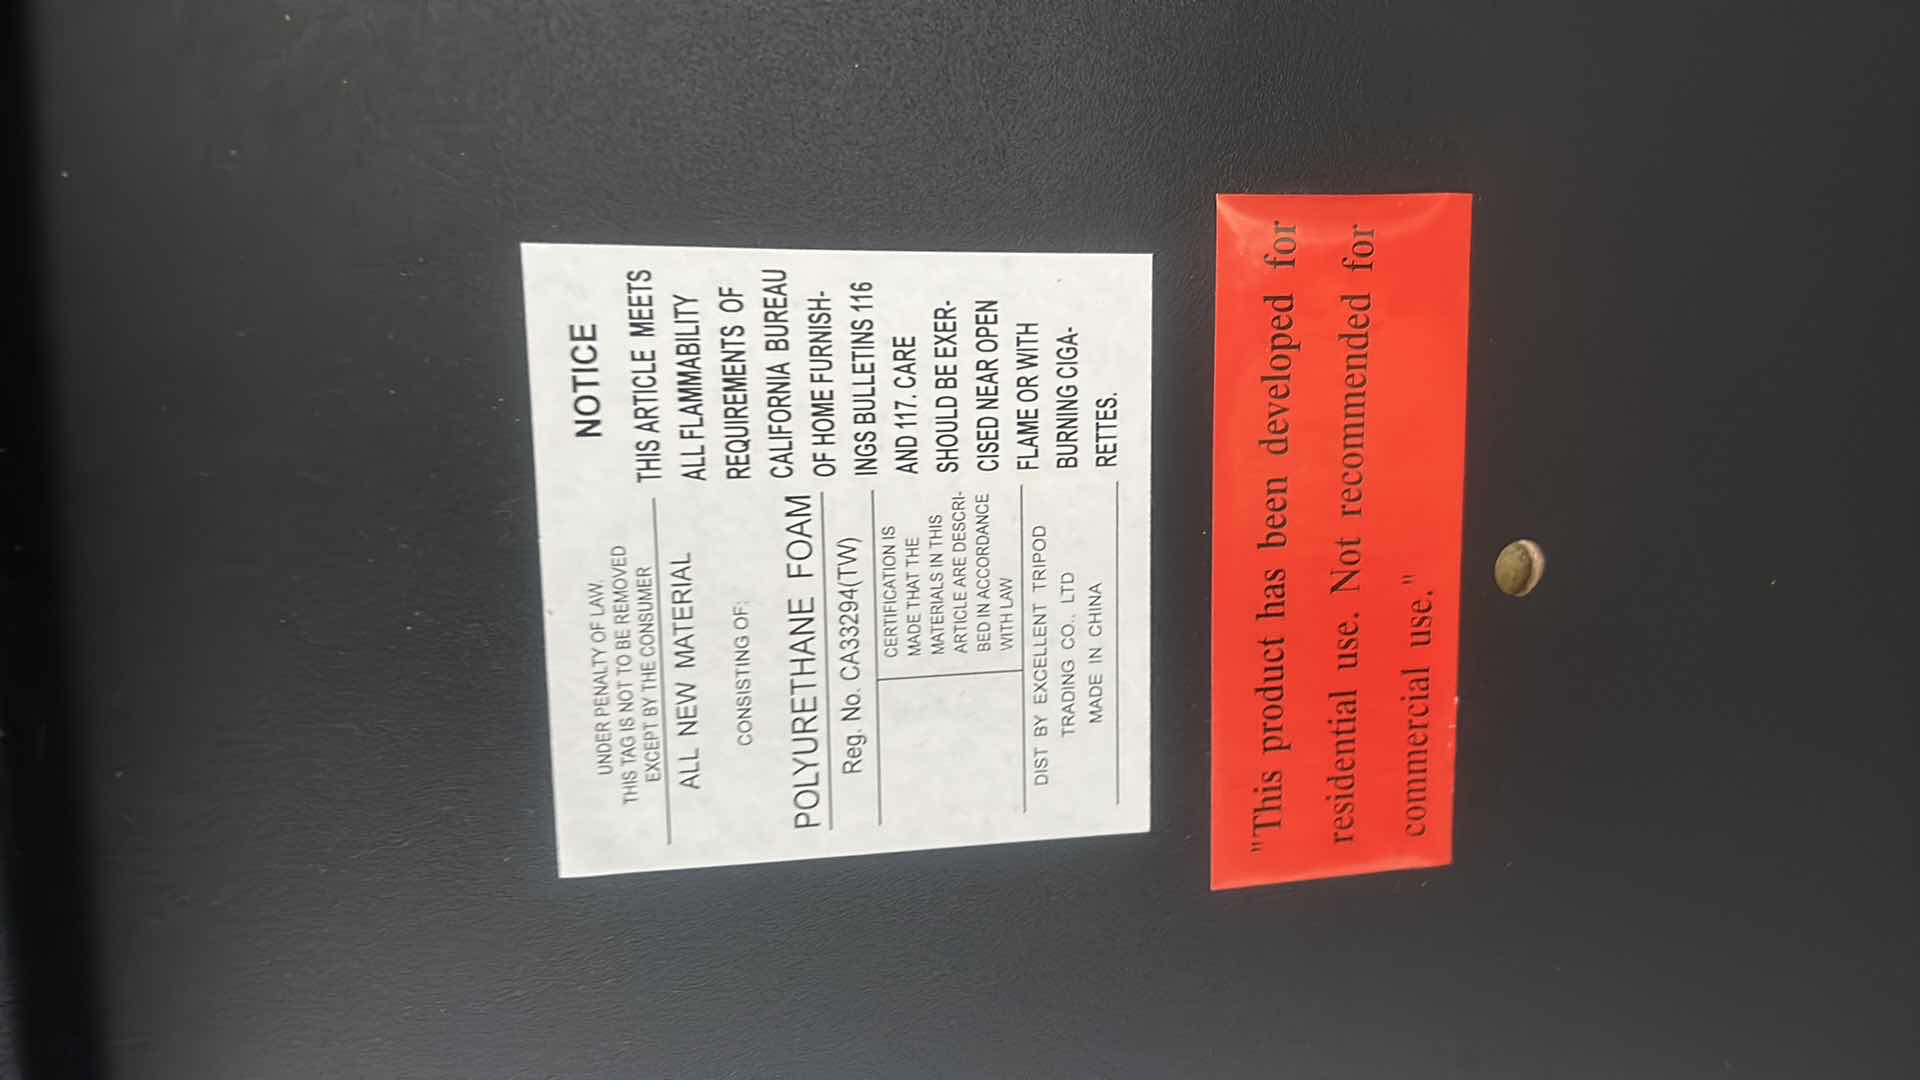 UNDER PENALTY OF LAW,
THIS TAG IS NOT TO BE REMOVED
EXCEPT BY THE CONSUMER
ALL NEW MATERIAL
CONSISTING OF:
POLYURETHANE FOAM
Reg. No. CA33294(TW)
CERTIFICATION IS
MADE THAT THE
MATERIALS IN THIS
ARTICLE ARE DESCRI-
BED IN ACCORDANCE
WITH LAW
DIST BY EXCELLENT TRIPOD
TRADING CO., LTD
MADE IN CHINA
NOTICE
THIS ARTICLE MEETS
ALL FLAMMABILITY
REQUIREMENTS OF
CALIFORNIA BUREAU
OF HOME FURNISH-
INGS BULLETINS 116
AND 117. CARE
SHOULD BE EXER-
CISED NEAR OPEN
FLAME OR WITH
BURNING CIGA-
RETTES.
"This product has been developed for
residential use. Not recommended for
commercial use."